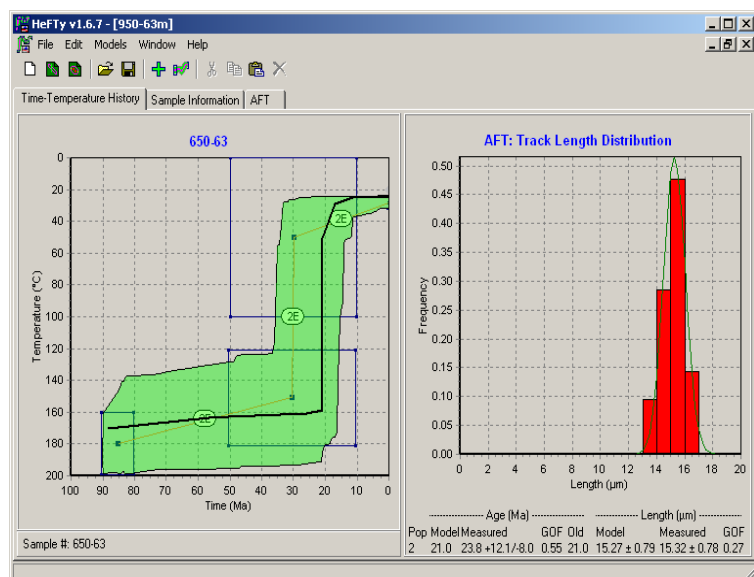 HeFTy v1.6.7 - [950-63m]
File Edit Models Window Help
Time-Temperature History Sample Information AFT
650-63
0
20
40
60
80
100
120
140
160
180
200
Temperature (°C)
2E
2E
2E
100 90 80 70 60 50 40 30 20 10 0
Time (Ma)
Sample #: 650-63
AFT: Track Length Distribution
0.50
0.45
0.40
0.35
0.30
0.25
0.20
0.15
0.10
0.05
0.00
Frequency
0 2 4 6 8 10 12 14 16 18 20
Length (µm)
Age (Ma) Length (µm)
Pop Model Measured GOF Old Model Measured GOF
2 21.0 23.8 +12.1/-8.0 0.55 21.0 15.27 ± 0.79 15.32 ± 0.78 0.27